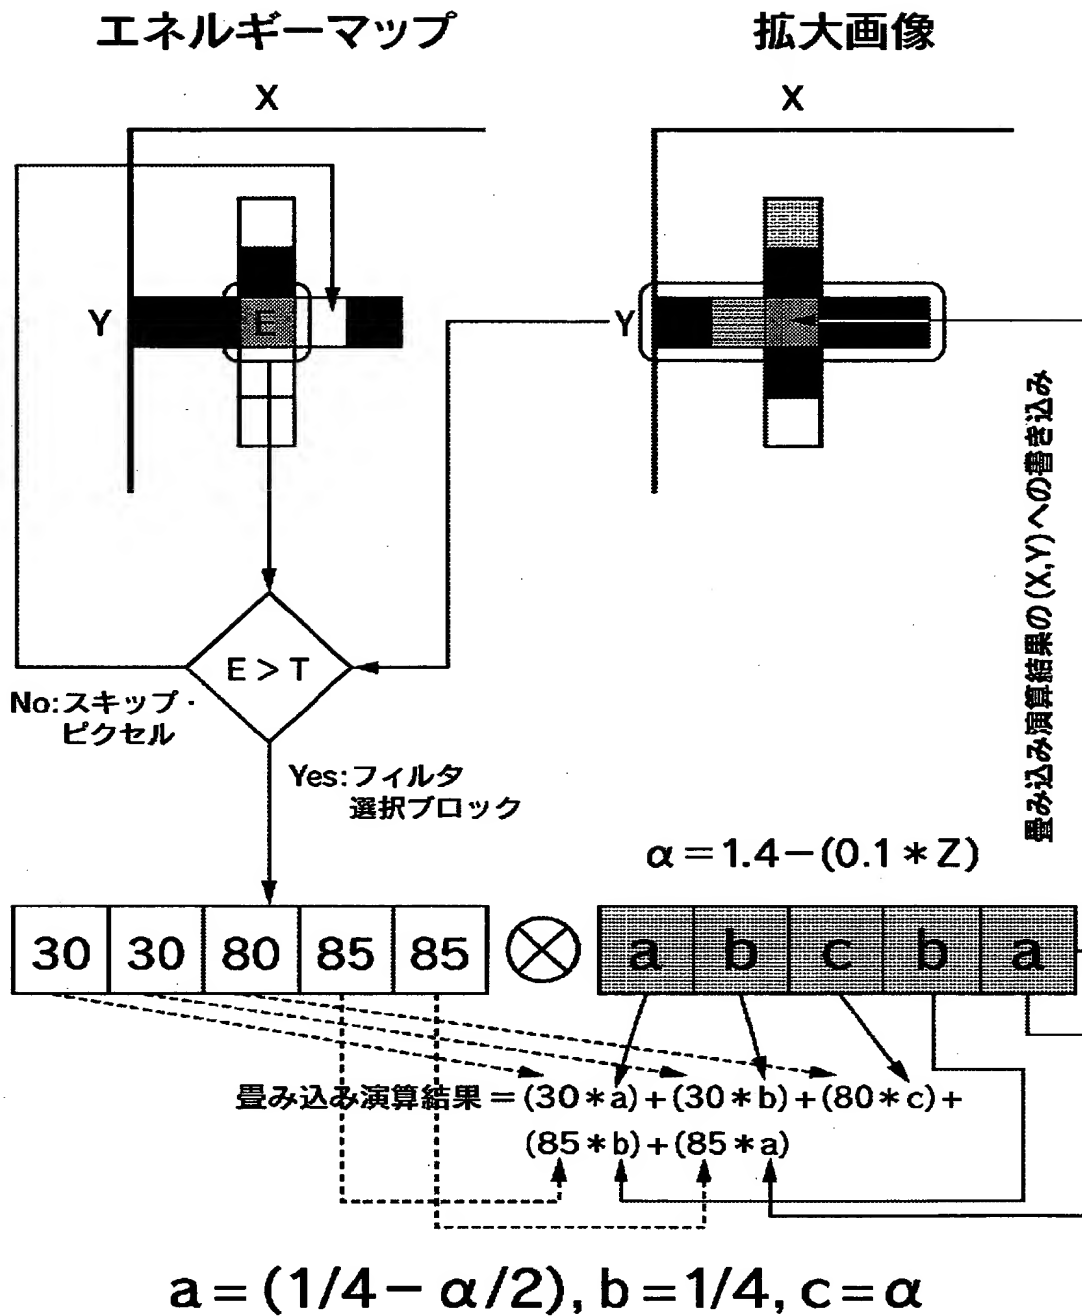 エネルギーマップ
拡大画像
X
X
Y
E
Y
畳み込み演算結果の(X,Y)への書き込み
E>T
No:スキップ・
ピクセル
Yes:フィルタ
選択ブロック
α=1.4-(0.1*Z)
30 30 80 85 85
a b c b a
畳み込み演算結果=(30*a)+(30*b)+(80*c)+
(85*b)+(85*a)
a=(1/4-α/2),b=1/4,c=α